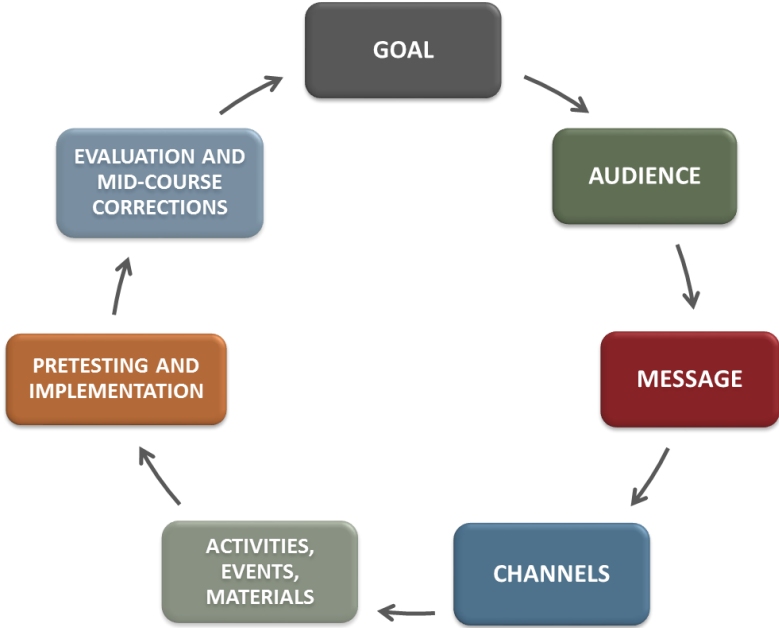 GOAL
AUDIENCE
MESSAGE
CHANNELS
ACTIVITIES,
EVENTS,
MATERIALS
PRETESTING AND
IMPLEMENTATION
EVALUATION AND
MID-COURSE
CORRECTIONS